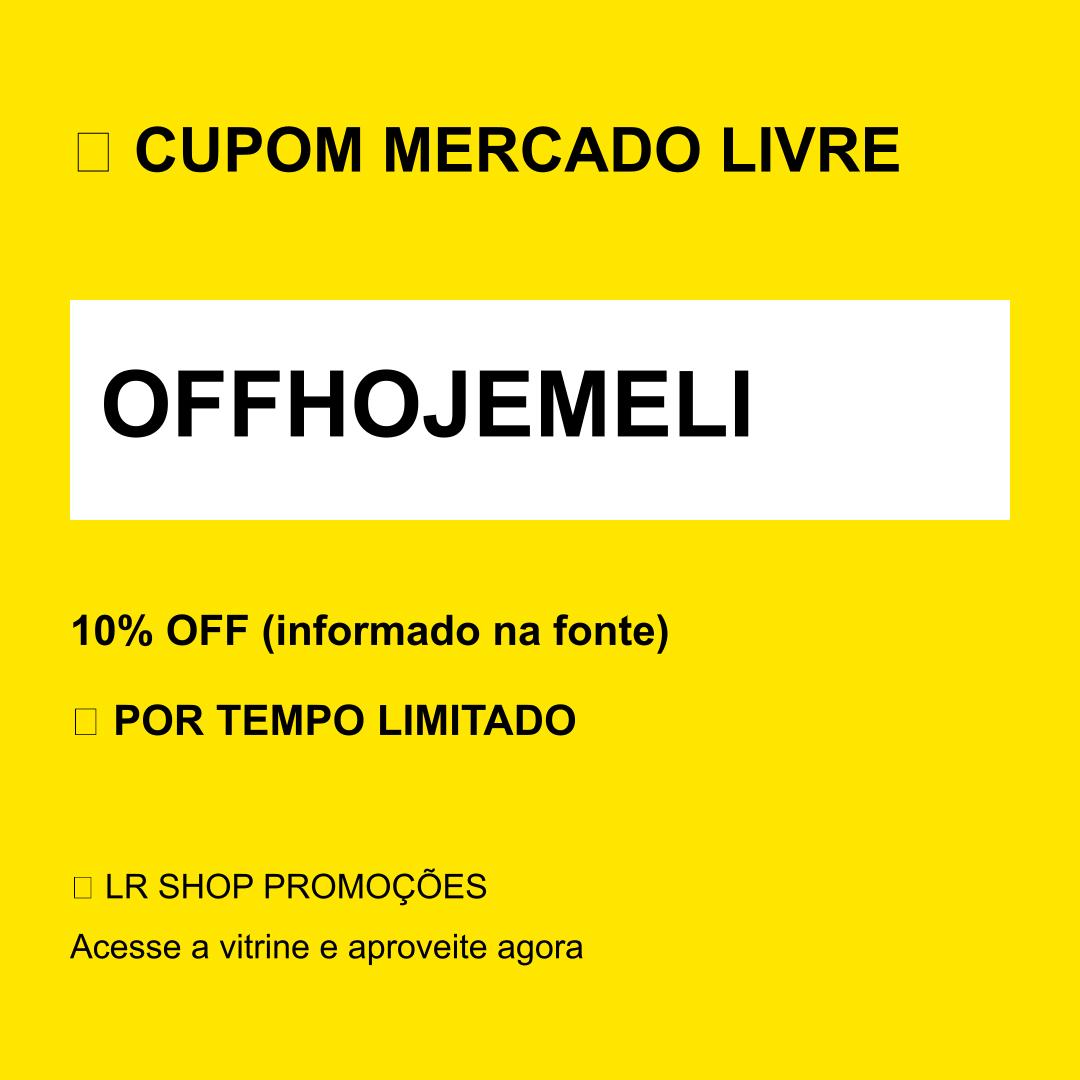 □ CUPOM MERCADO LIVRE
OFFHOJEMELI
10% OFF (informado na fonte)
□ POR TEMPO LIMITADO
□ LR SHOP PROMOÇÕES
Acesse a vitrine e aproveite agora